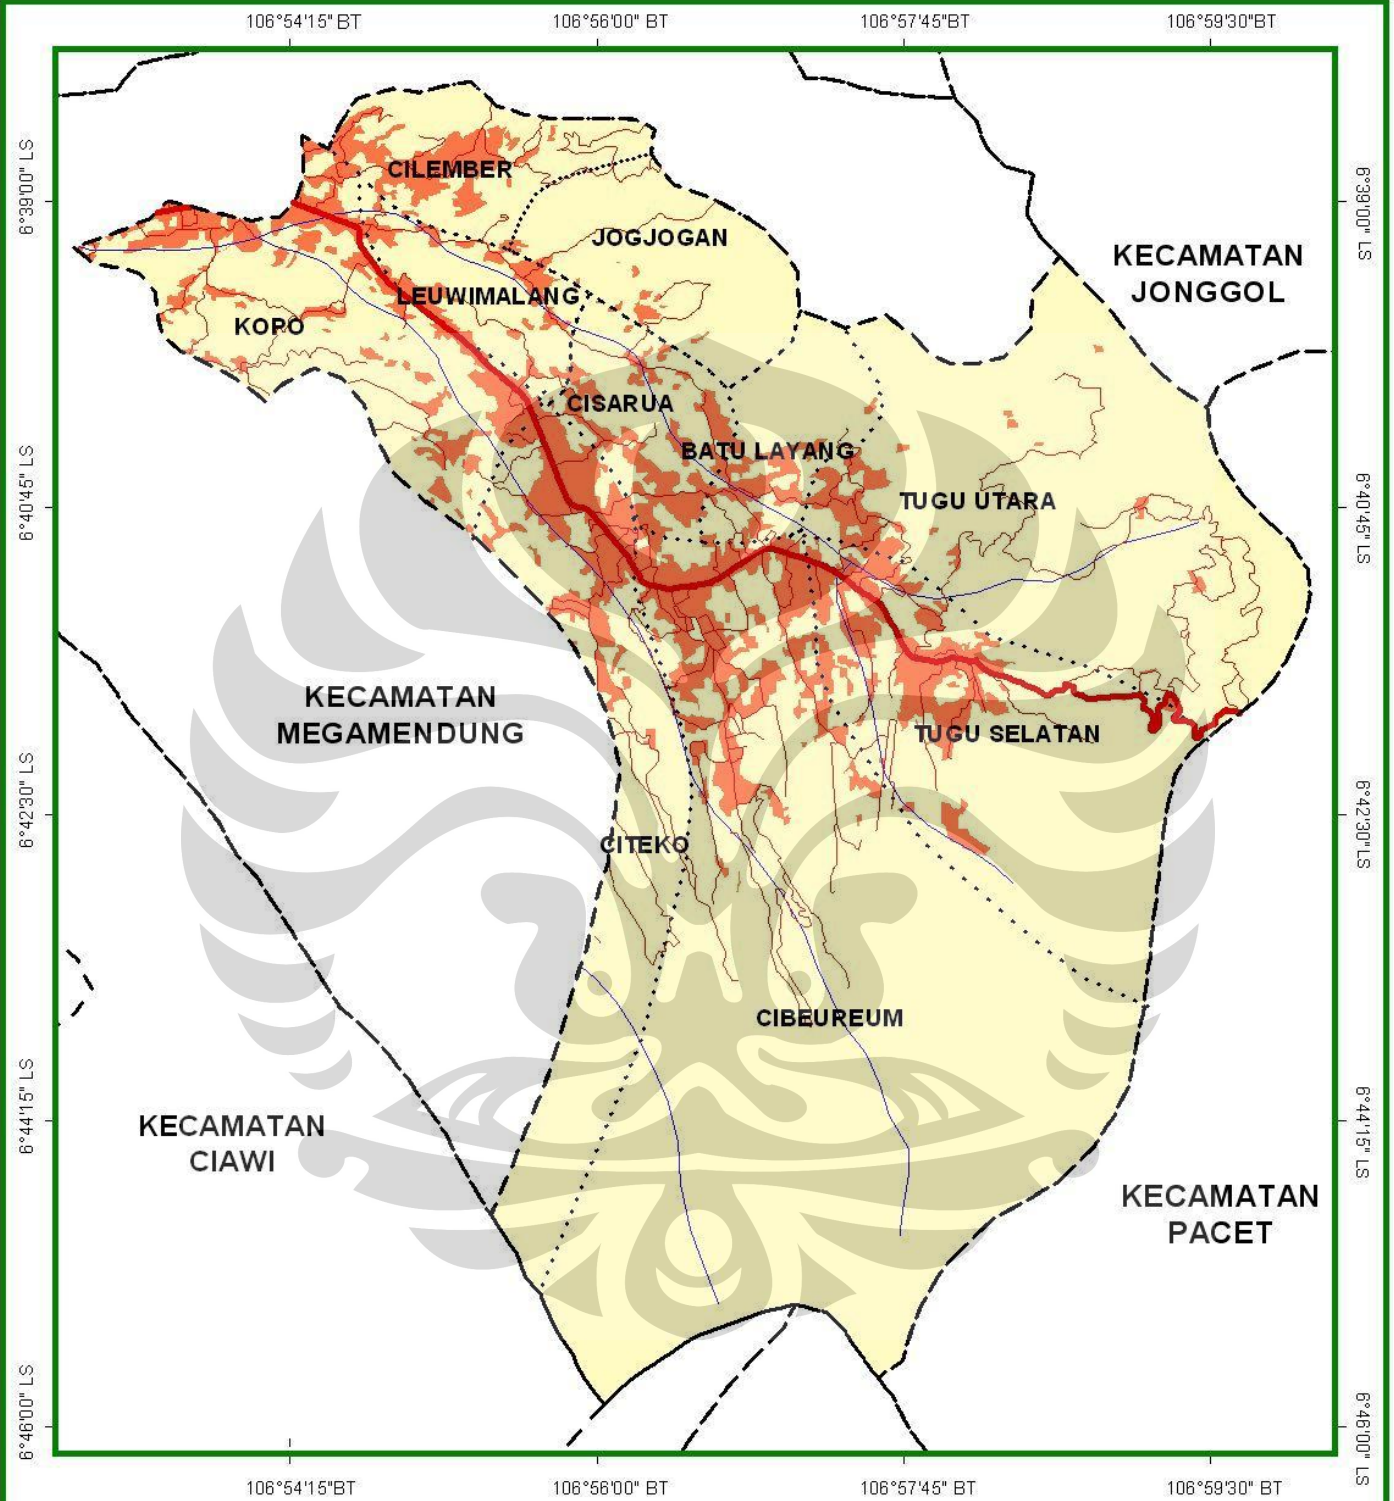 106°54'15" BT
106°56'00" BT
106°57'45"BT
106°59'30"BT
6°39'00" LS
6°39'00" LS
CILEMBER
JOGJOGAN
KECAMATAN
JONGGOL
LEUWIMALANG
KOPO
CISARUA
BATU LAYANG
6°40'45" LS
TUGU UTARA
6°40'45" LS
KECAMATAN
MEGAMENDUNG
TUGU SELATAN
6°42'30" LS
6°42'30" LS
CITEKO
CIBEUREUM
6°44'15" LS
KECAMATAN
CIAWI
6°44'15" LS
KECAMATAN
PACET
6°46'00" LS
6°46'00" LS
106°54'15"BT
106°56'00" BT
106°57'45"BT
106°59'30" BT